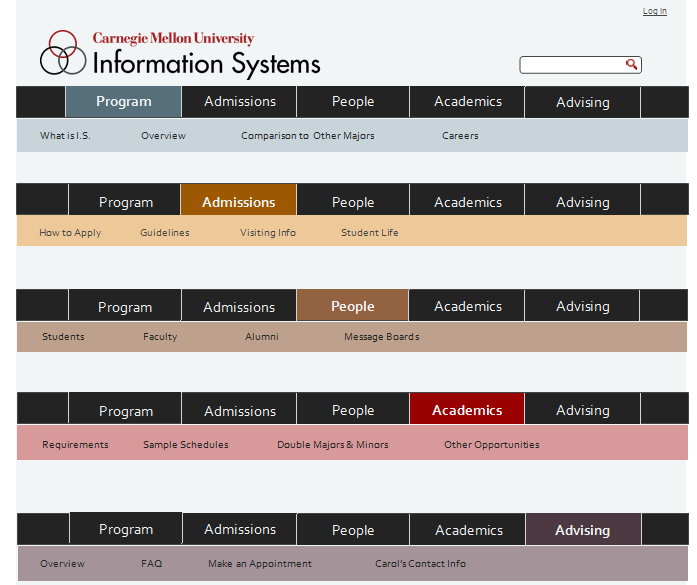 Log In
Carnegie Mellon University
Information Systems
Program Admissions People Academics Advising
What is I.S. Overview Comparison to Other Majors Careers
Program Admissions People Academics Advising
How to Apply Guidelines Visiting Info Student Life
Program Admissions People Academics Advising
Students Faculty Alumni Message Boards
Program Admissions People Academics Advising
Requirements Sample Schedules Double Majors & Minors Other Opportunities
Program Admissions People Academics Advising
Overview FAQ Make an Appointment Carol's Contact Info